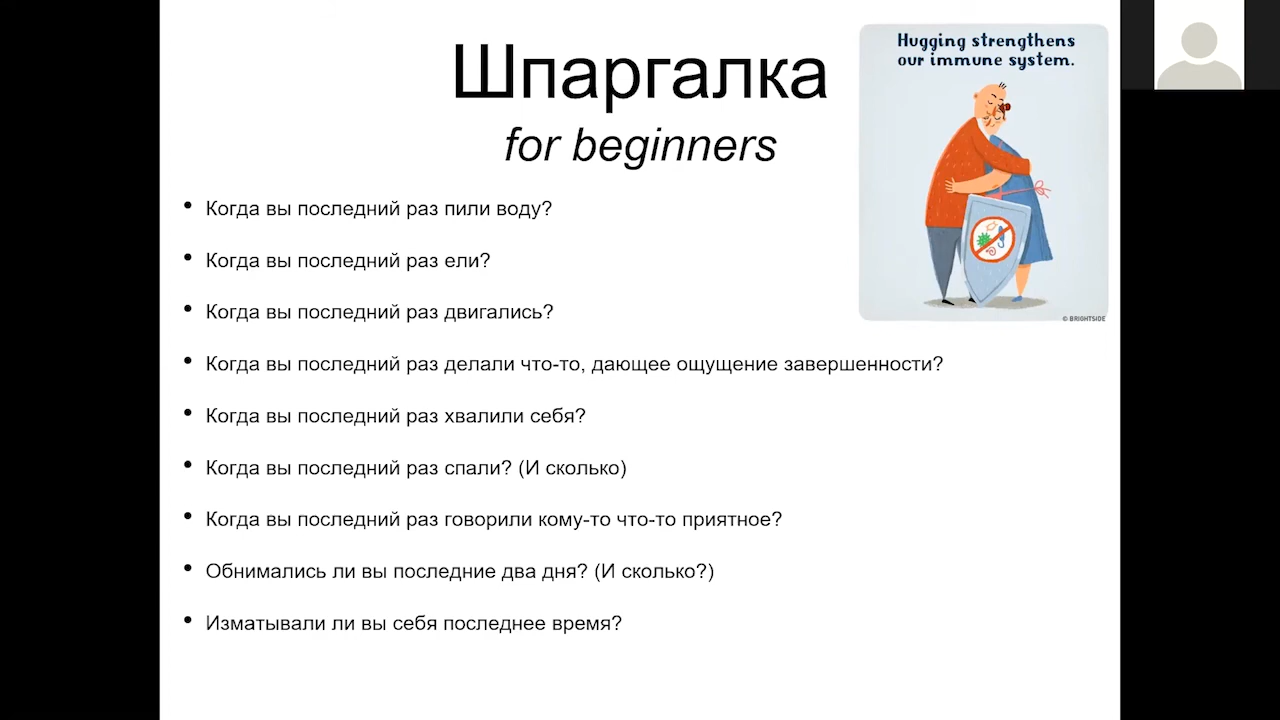 Шпаргалка
for beginners
Hugging strengthens
our immune system.
© BRIGHTSIDE
• Когда вы последний раз пили воду?
• Когда вы последний раз ели?
• Когда вы последний раз двигались?
• Когда вы последний раз делали что-то, дающее ощущение завершенности?
• Когда вы последний раз хвалили себя?
• Когда вы последний раз спали? (И сколько)
• Когда вы последний раз говорили кому-то что-то приятное?
• Обнимались ли вы последние два дня? (И сколько?)
• Изматывали ли вы себя последнее время?